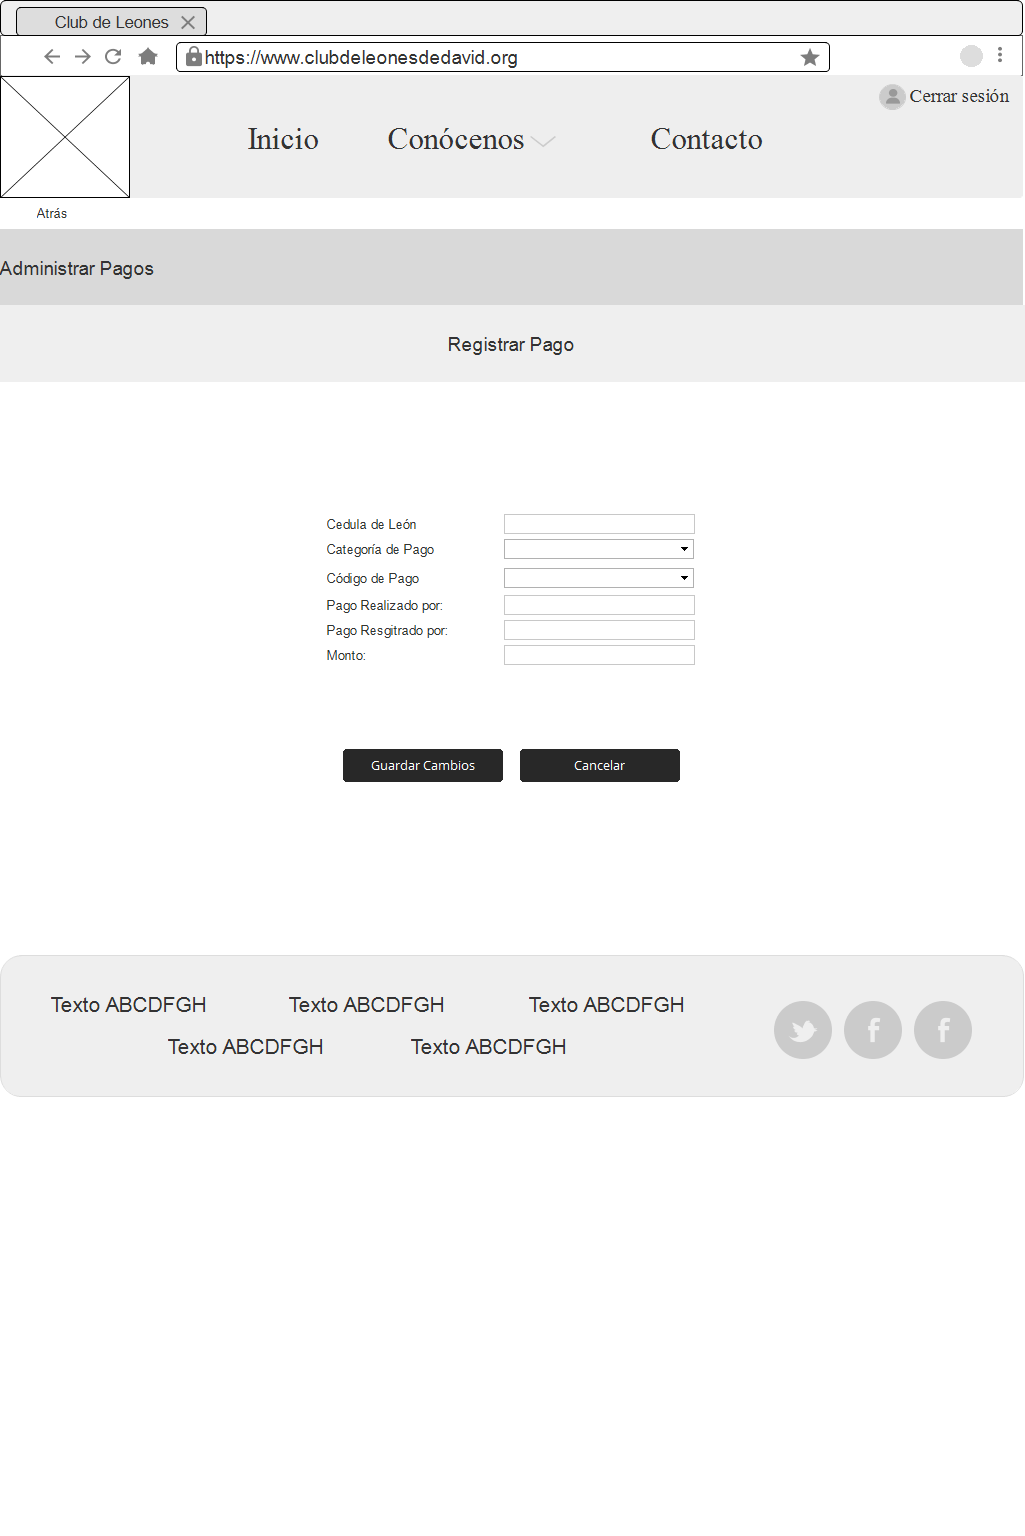 Club de Leones
https://www.clubdeleonesdedavid.org
Cerrar sesión
Inicio Conócenos Contacto
Atrás
Administrar Pagos
Registrar Pago
Cedula de León
Categoría de Pago
Código de Pago
Pago Realizado por:
Pago Resgitrado por:
Monto:
Guardar Cambios Cancelar
Texto ABCDFGH Texto ABCDFGH Texto ABCDFGH
Texto ABCDFGH Texto ABCDFGH